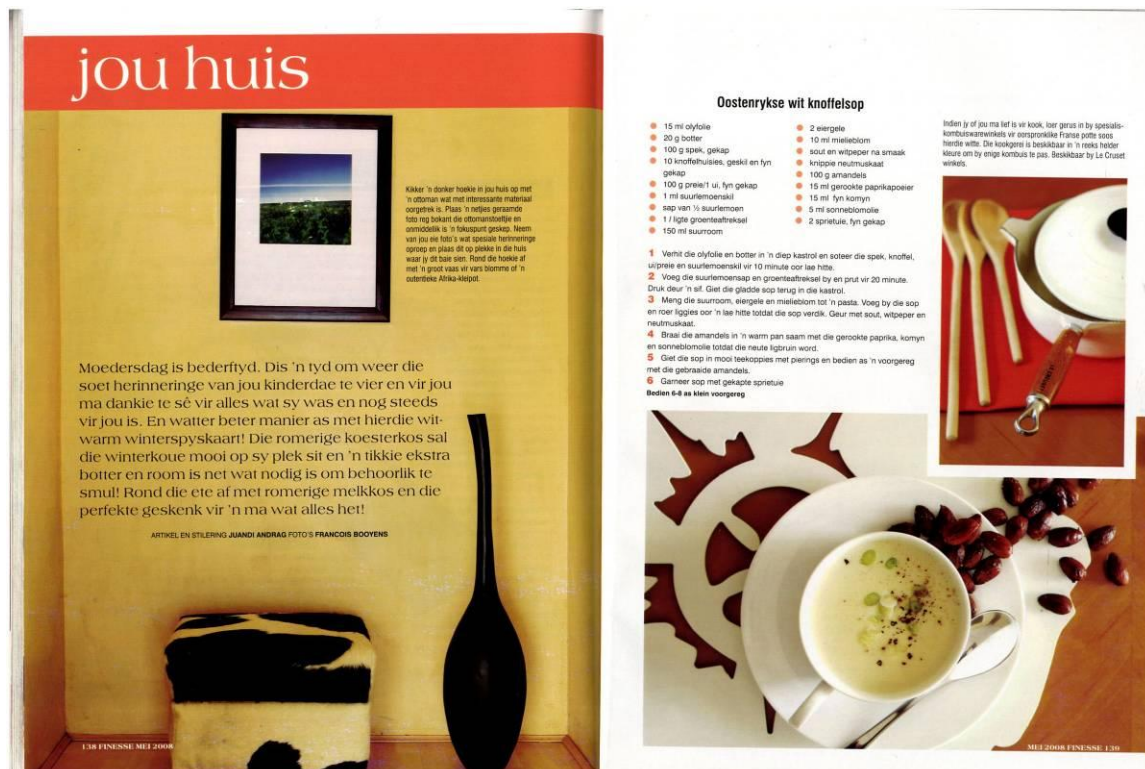 jou huis
Kikker 'n donker hoekie in jou huis op met
'n ottoman wat met interessante materiaal
oorgetrek is. Plaas 'n netjies geraamde
foto reg bokant die ottomanstoeltjie en
onmiddelik is 'n fokuspunt geskep. Neem
van jou eie foto's wat spesiale herinneringe
oproep en plaas dit op plekke in die huis
waar jy dit baie sien. Rond die hoekie af
met 'n groot vaas vir vars blomme of 'n
outentieke Afrika-kleipot.
Moedersdag is bederftyd. Dis 'n tyd om weer die
soet herinneringe van jou kinderdae te vier en vir jou
ma dankie te sê vir alles wat sy was en nog steeds
vir jou is. En watter beter manier as met hierdie wit-
warm winterspyskaart! Die romerige koesterkos sal
die winterkoue mooi op sy plek sit en 'n tikkie ekstra
botter en room is net wat nodig is om behoorlik te
smul! Rond die ete af met romerige melkkos en die
perfekte geskenk vir 'n ma wat alles het!
ARTIKEL EN STILERING JUANDI ANDRAG FOTO'S FRANCOIS BOOYENS
138 FINESSE MEI 2008
Oostenrykse wit knoffelsop
15 ml olyfolie
20 g botter
100 g spek, gekap
10 knoffelhuisies, geskil en fyn
gekap
100 g preie/1 ui, fyn gekap
1 ml suurlemoenskil
sap van ½ suurlemoen
1 l ligte groenteaftreksel
150 ml suurroom
2 eiergele
10 ml mielieblom
sout en witpeper na smaak
knippie neutmuskaat
100 g amandels
15 ml gerookte paprikapoeier
15 ml fyn komyn
5 ml sonneblomolie
2 sprietuie, fyn gekap
1 Verhit die olyfolie en botter in 'n diep kastrol en soteer die spek, knoffel,
ui/preie en suurlemoenskil vir 10 minute oor lae hitte.
2 Voeg die suurlemoensap en groenteaftreksel by en prut vir 20 minute.
Druk deur 'n sif. Giet die gladde sop terug in die kastrol.
3 Meng die suurroom, eiergele en mielieblom tot 'n pasta. Voeg by die sop
en roer liggies oor 'n lae hitte totdat die sop verdik. Geur met sout, witpeper en
neutmuskaat.
4 Braai die amandels in 'n warm pan saam met die gerookte paprika, komyn
en sonneblomolie totdat die neute ligbruin word.
5 Giet die sop in mooi teekoppies met pierings en bedien as 'n voorgereg
met die gebraaide amandels.
6 Garneer sop met gekapte sprietuie
Bedien 6-8 as klein voorgereg
Indien jy of jou ma lief is vir kook, loer gerus in by spesialis-
kombuiswarewinkels vir oorspronklike Franse potte soos
hierdie witte. Die kookgerei is beskikbaar in 'n reeks helder
kleure om by enige kombuis te pas. Beskikbaar by Le Cruset
winkels.
MEI 2008 FINESSE 139